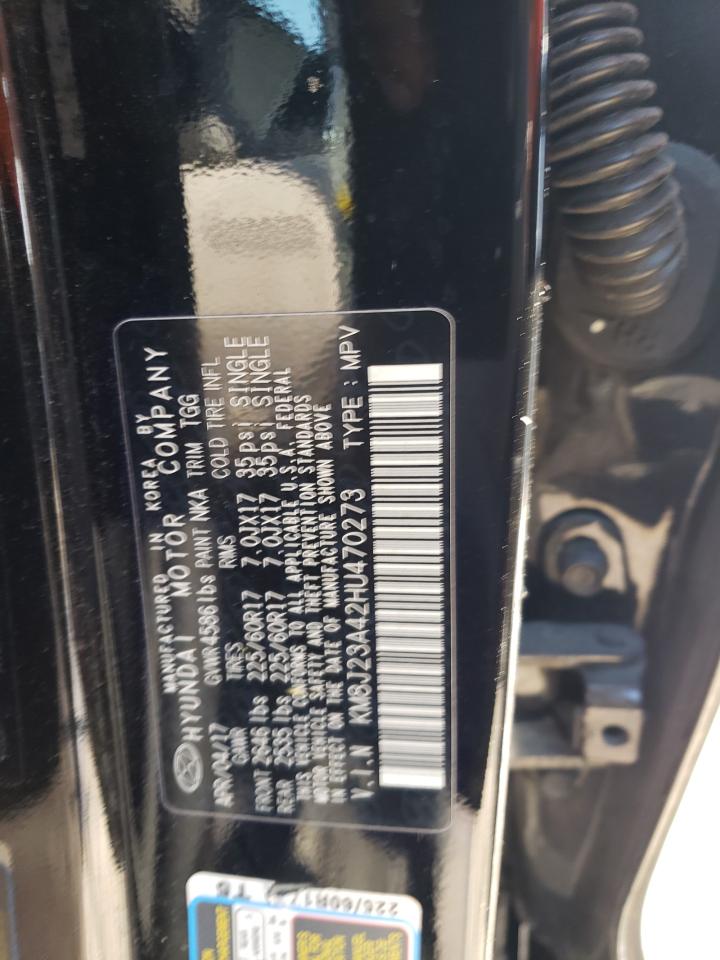 MANUFACTURED IN KOREA BY
HYUNDAI MOTOR COMPANY
APR/04/17 GVWR4586lbs PAINT NKA TRIM TGG
GAWR TIRES RIMS COLD TIRE INFL
FRONT 2646 lbs 225/60R17 7.0JX17 35psi SINGLE
REAR 2535 lbs 225/60R17 7.0JX17 35psi SINGLE
THIS VEHICLE CONFORMS TO ALL APPLICABLE U.S.A. FEDERAL
MOTOR VEHICLE SAFETY AND THEFT PREVENTION STANDARDS
IN EFFECT ON THE DATE OF MANUFACTURE SHOWN ABOVE
V.I.N KM8J23A42HU470273 TYPE : MPV